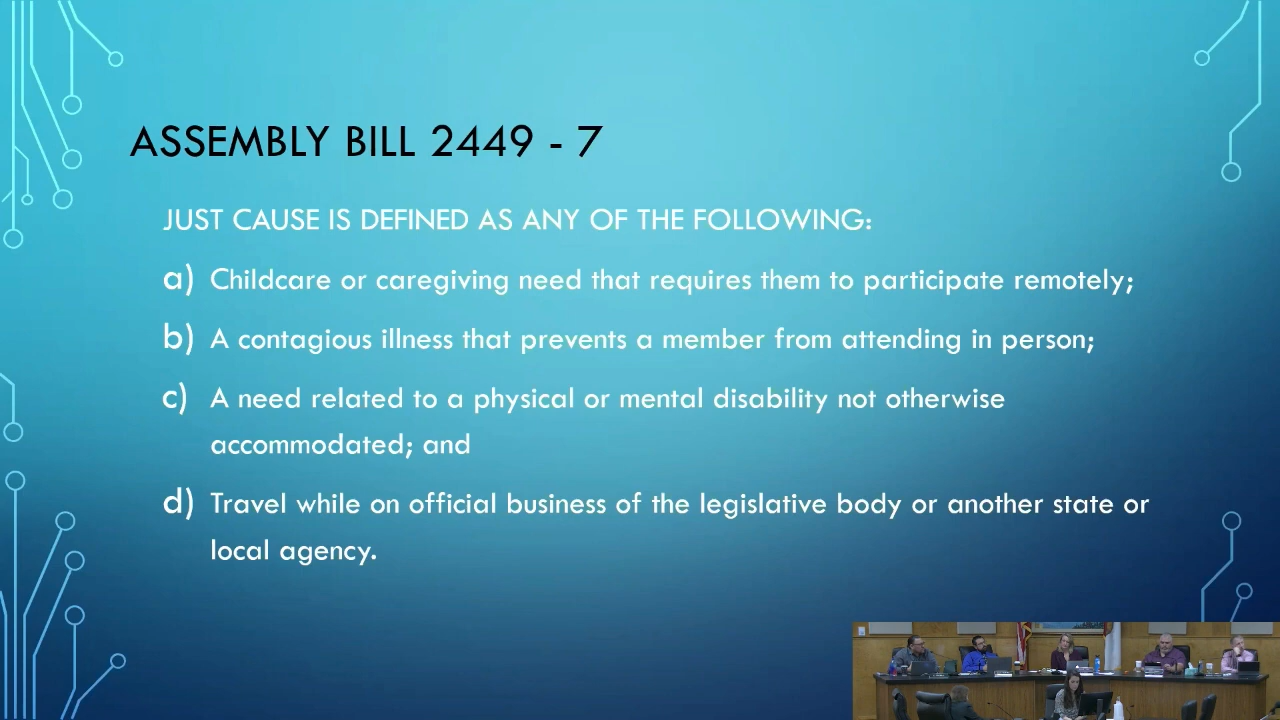 ASSEMBLY BILL 2449 - 7
JUST CAUSE IS DEFINED AS ANY OF THE FOLLOWING:
a) Childcare or caregiving need that requires them to participate remotely;
b) A contagious illness that prevents a member from attending in person;
c) A need related to a physical or mental disability not otherwise
accommodated; and
d) Travel while on official business of the legislative body or another state or
local agency.